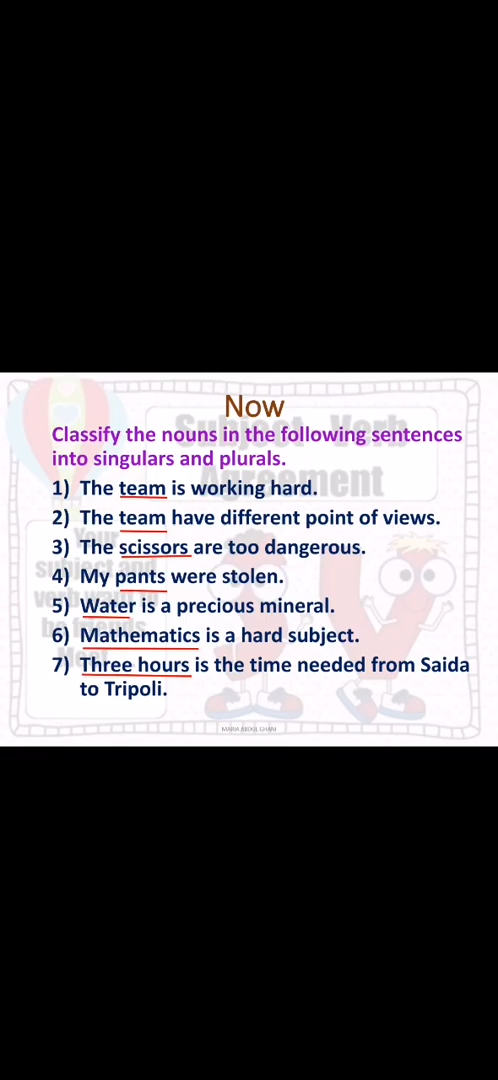 Now
Subject - Verb
Agreement
Classify the nouns in the following sentences
into singulars and plurals.
1) The team is working hard.
2) The team have different point of views.
3) The scissors are too dangerous.
4) My pants were stolen.
5) Water is a precious mineral.
6) Mathematics is a hard subject.
7) Three hours is the time needed from Saida
to Tripoli.
MARIA ABDUL GHANI